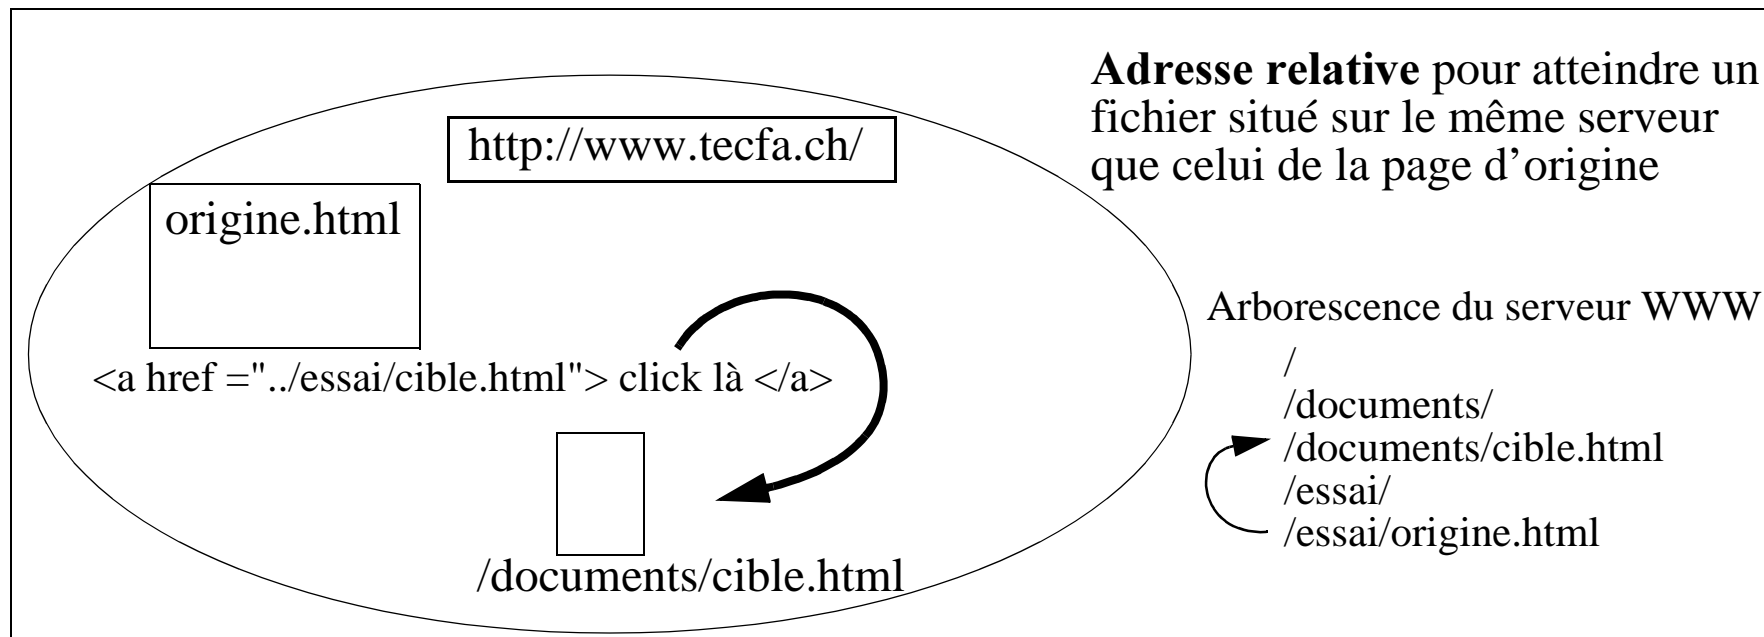 Adresse relative pour atteindre un
fichier situé sur le même serveur
que celui de la page d’origine
http://www.tecfa.ch/
origine.html
<a href ="../essai/cible.html"> click là </a>
/documents/cible.html
Arborescence du serveur WWW
/
/documents/
/documents/cible.html
/essai/
/essai/origine.html